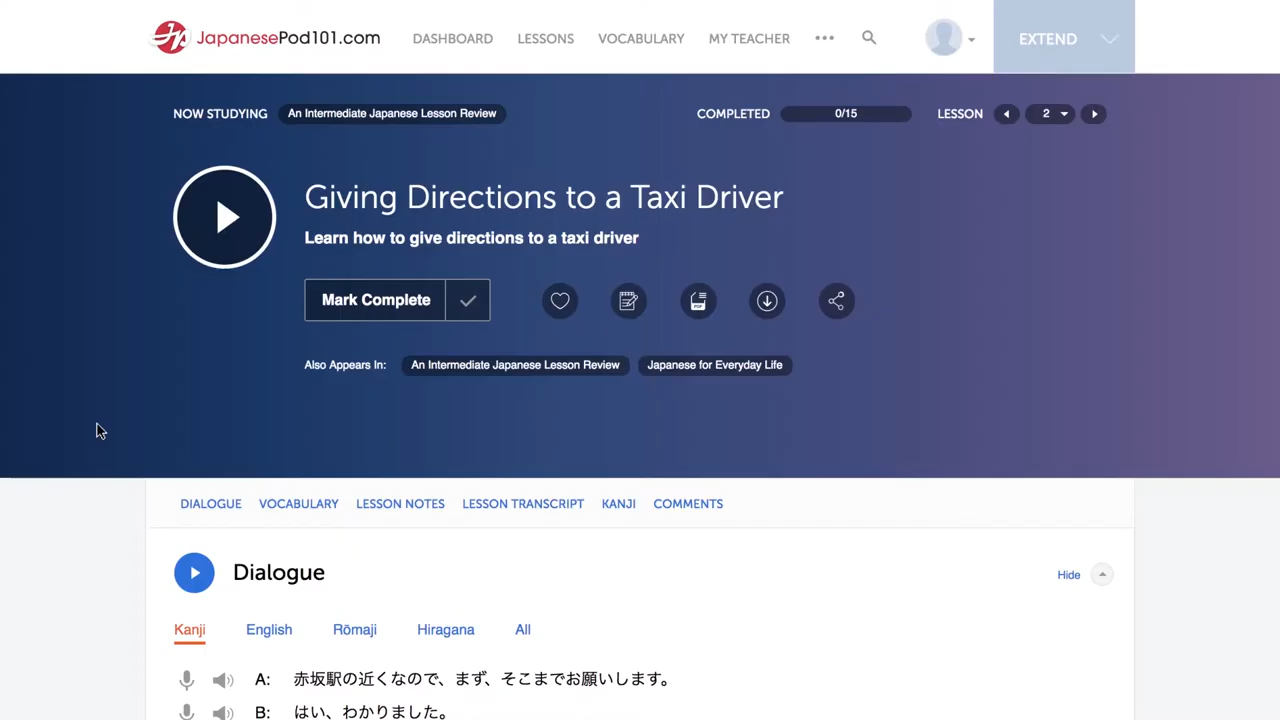 JapanesePod101.com DASHBOARD LESSONS VOCABULARY MY TEACHER ••• EXTEND
NOW STUDYING An Intermediate Japanese Lesson Review COMPLETED 0/15 LESSON 2
Giving Directions to a Taxi Driver
Learn how to give directions to a taxi driver
Mark Complete
PDF
Also Appears In: An Intermediate Japanese Lesson Review Japanese for Everyday Life
DIALOGUE VOCABULARY LESSON NOTES LESSON TRANSCRIPT KANJI COMMENTS
Dialogue Hide
Kanji English Rōmaji Hiragana All
A: 赤坂駅の近くなので、まず、そこまでお願いします。
B: はい、わかりました。